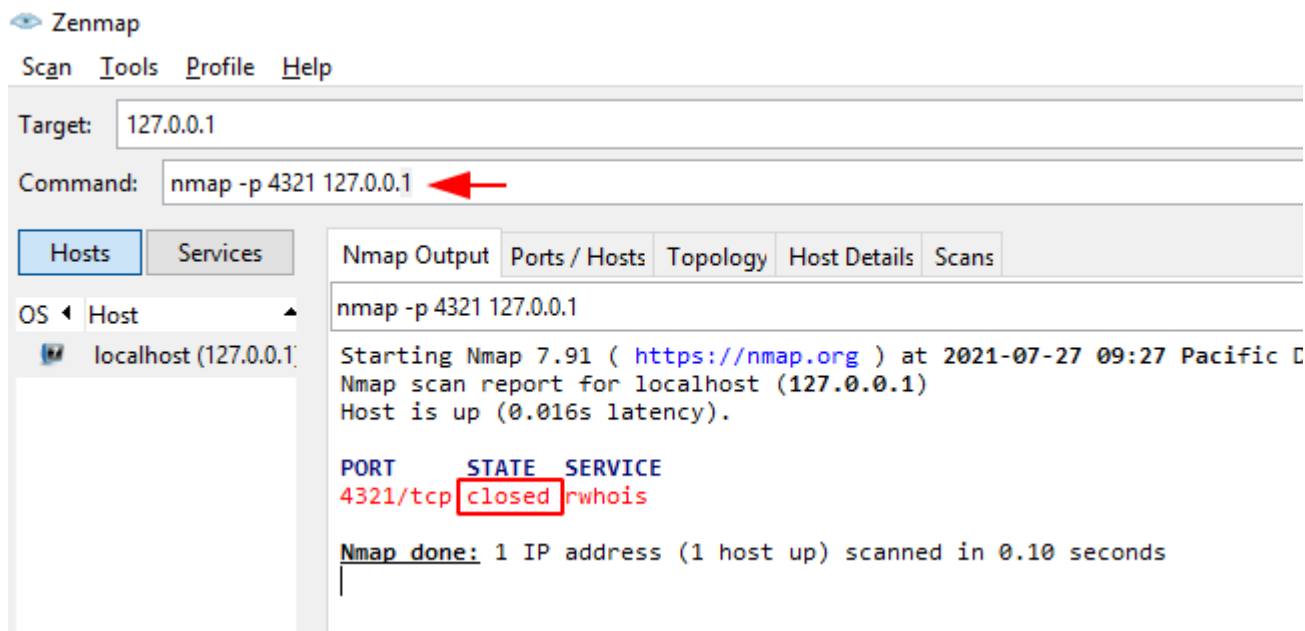 Zenmap
Scan Tools Profile Help
Target: 127.0.0.1
Command: nmap -p 4321 127.0.0.1
Hosts Services
Nmap Output Ports / Hosts Topology Host Details Scans
OS Host
nmap -p 4321 127.0.0.1
localhost (127.0.0.1)
Starting Nmap 7.91 ( https://nmap.org ) at 2021-07-27 09:27 Pacific D
Nmap scan report for localhost (127.0.0.1)
Host is up (0.016s latency).
PORT STATE SERVICE
4321/tcp closed rwhois
Nmap done: 1 IP address (1 host up) scanned in 0.10 seconds